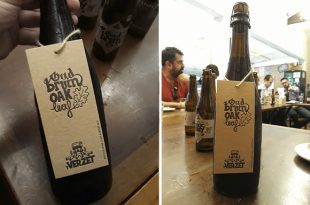 Oud
bruin
OAK
leaf
'T VERZET
Oud
bruin
OAK
leaf
'T VERZET